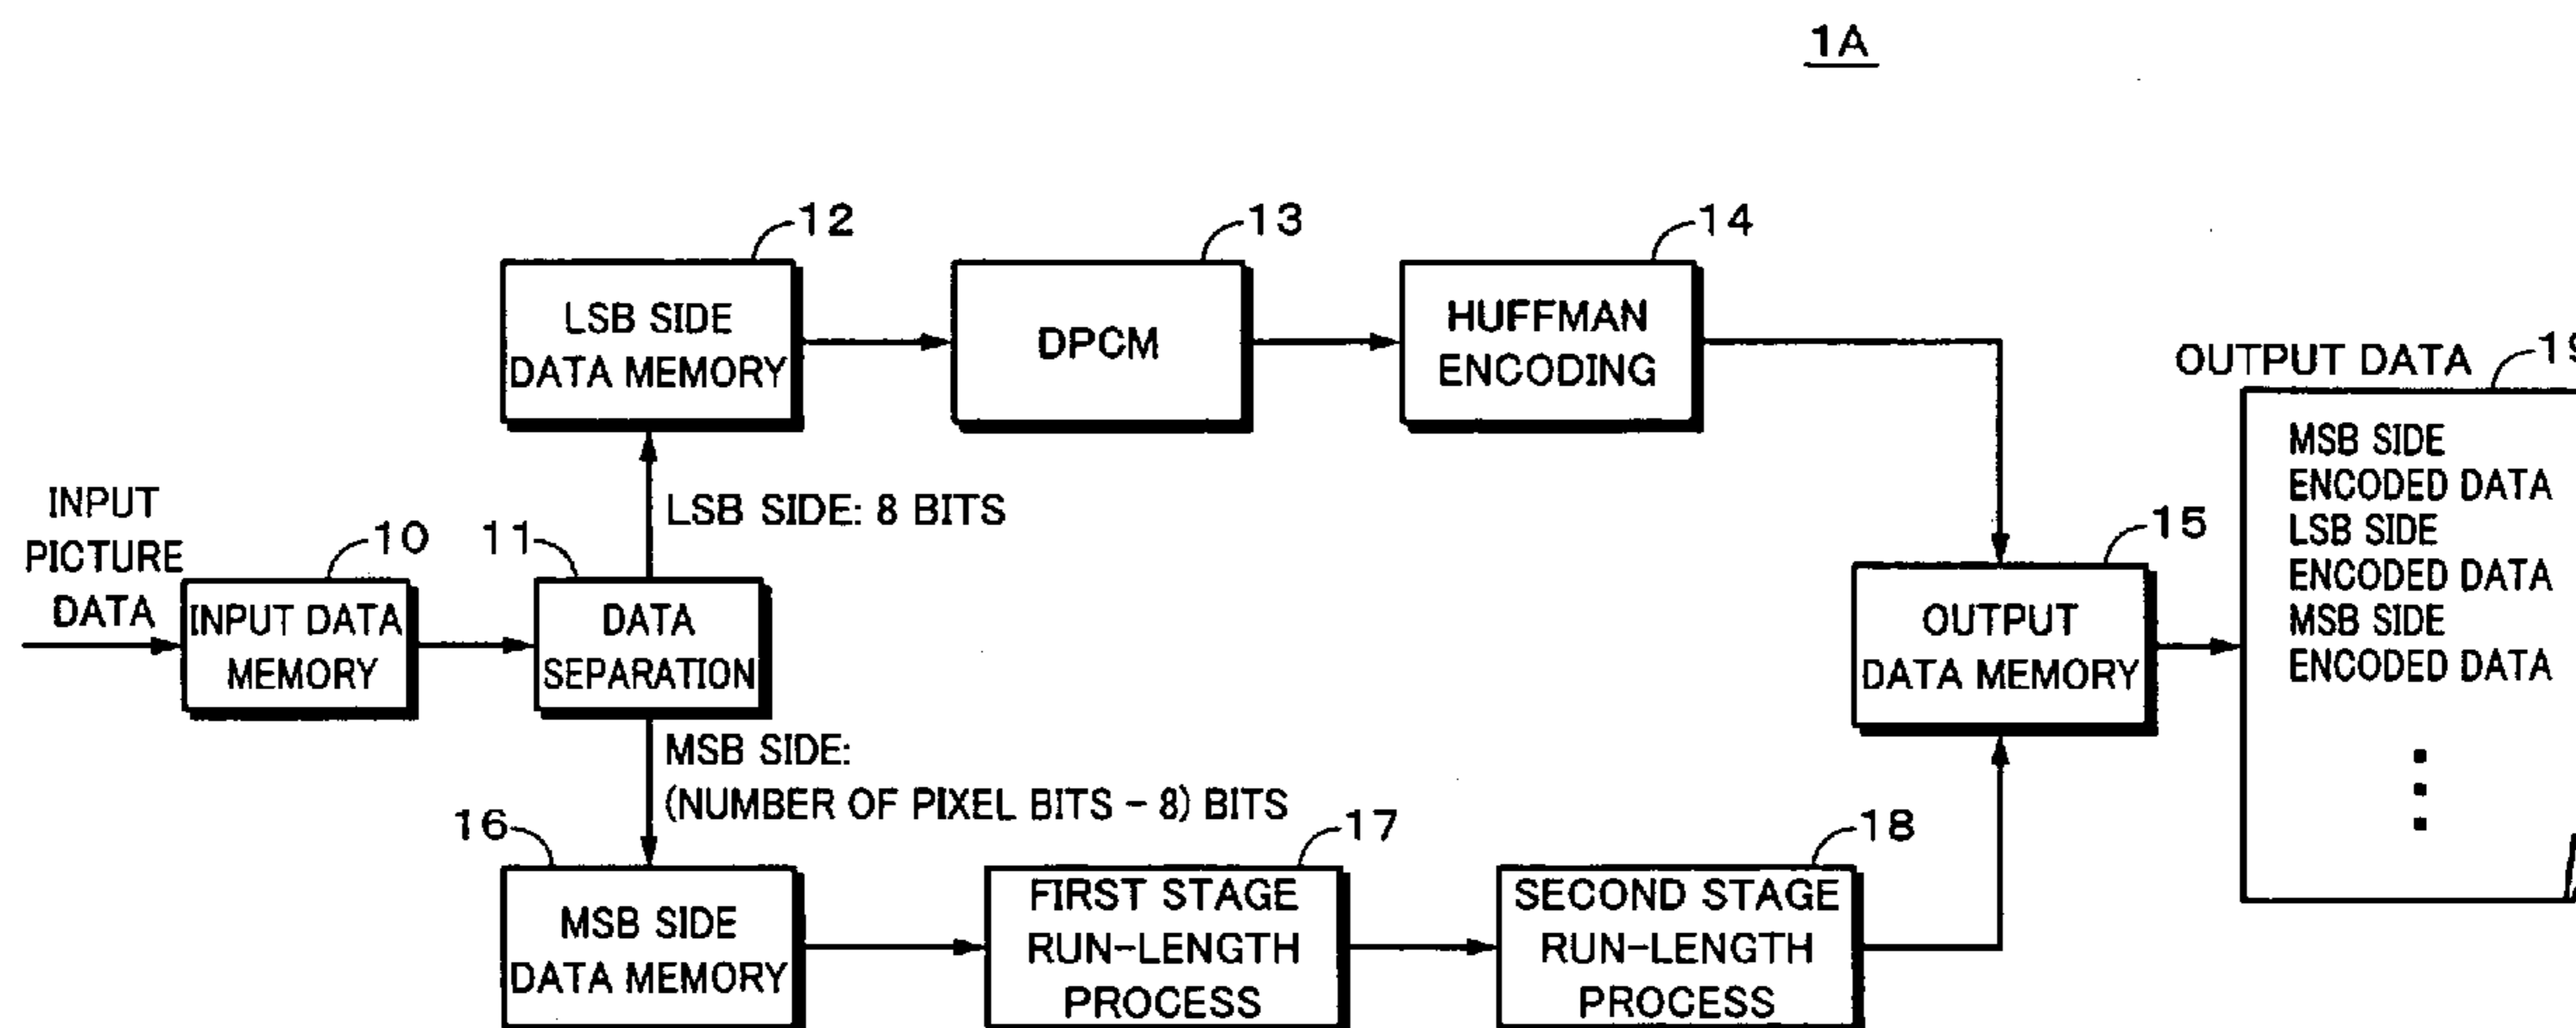 1A
12
13
14
LSB SIDE
DATA MEMORY
DPCM
HUFFMAN
ENCODING
OUTPUT DATA
MSB SIDE
ENCODED DATA
LSB SIDE
ENCODED DATA
MSB SIDE
ENCODED DATA
LSB SIDE: 8 BITS
INPUT
PICTURE
DATA
10
11
15
INPUT DATA
MEMORY
DATA
SEPARATION
OUTPUT
DATA MEMORY
MSB SIDE:
(NUMBER OF PIXEL BITS - 8) BITS
16
17
18
MSB SIDE
DATA MEMORY
FIRST STAGE
RUN-LENGTH
PROCESS
SECOND STAGE
RUN-LENGTH
PROCESS